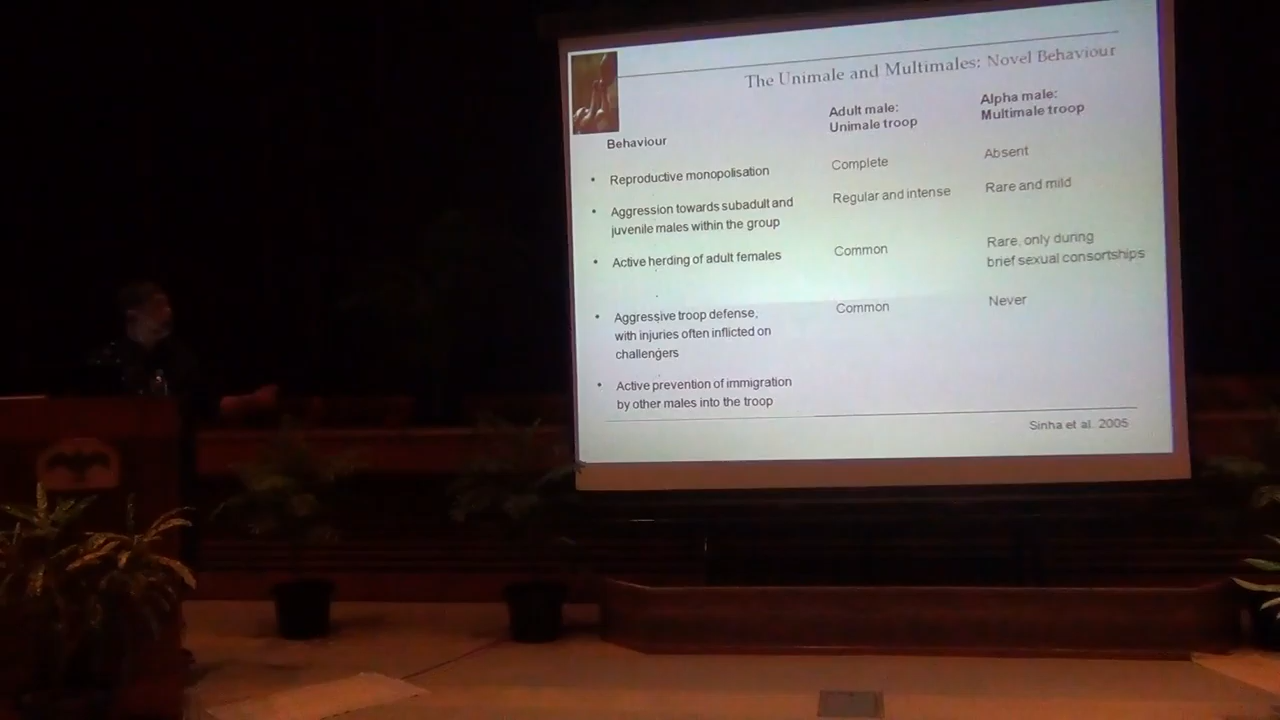 The Unimale and Multimales: Novel Behaviour
Behaviour
Adult male:
Unimale troop
Alpha male:
Multimale troop
• Reproductive monopolisation
Complete
Absent
• Aggression towards subadult and
juvenile males within the group
Regular and intense
Rare and mild
• Active herding of adult females
Common
Rare, only during
brief sexual consortships
• Aggressive troop defense,
with injuries often inflicted on
challengers
Common
Never
• Active prevention of immigration
by other males into the troop
Sinha et al. 2005